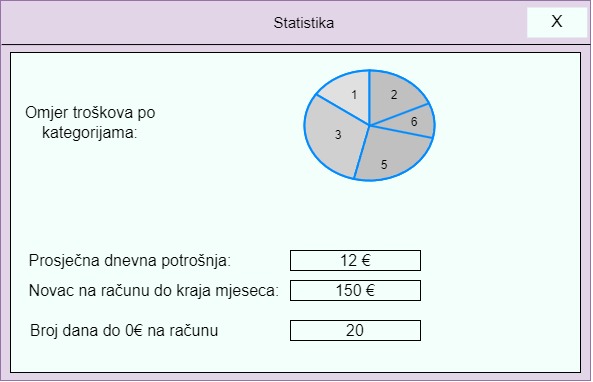 Statistika
X
Omjer troškova po
kategorijama:
1
2
6
3
5
Prosječna dnevna potrošnja:
12 €
Novac na računu do kraja mjeseca:
150 €
Broj dana do 0€ na računu
20